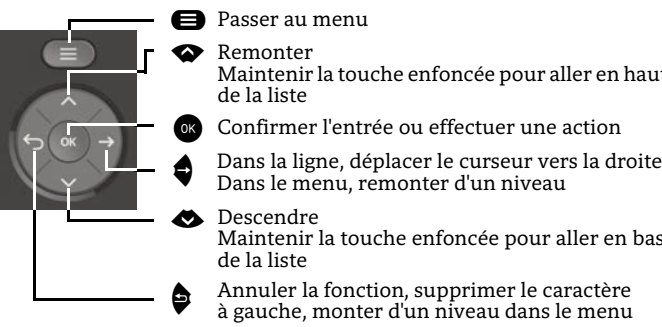 Passer au menu
Remonter
Maintenir la touche enfoncée pour aller en haut
de la liste
OK
OK
Confirmer l'entrée ou effectuer une action
Dans la ligne, déplacer le curseur vers la droite
Dans le menu, remonter d'un niveau
Descendre
Maintenir la touche enfoncée pour aller en bas
de la liste
Annuler la fonction, supprimer le caractère
à gauche, monter d'un niveau dans le menu